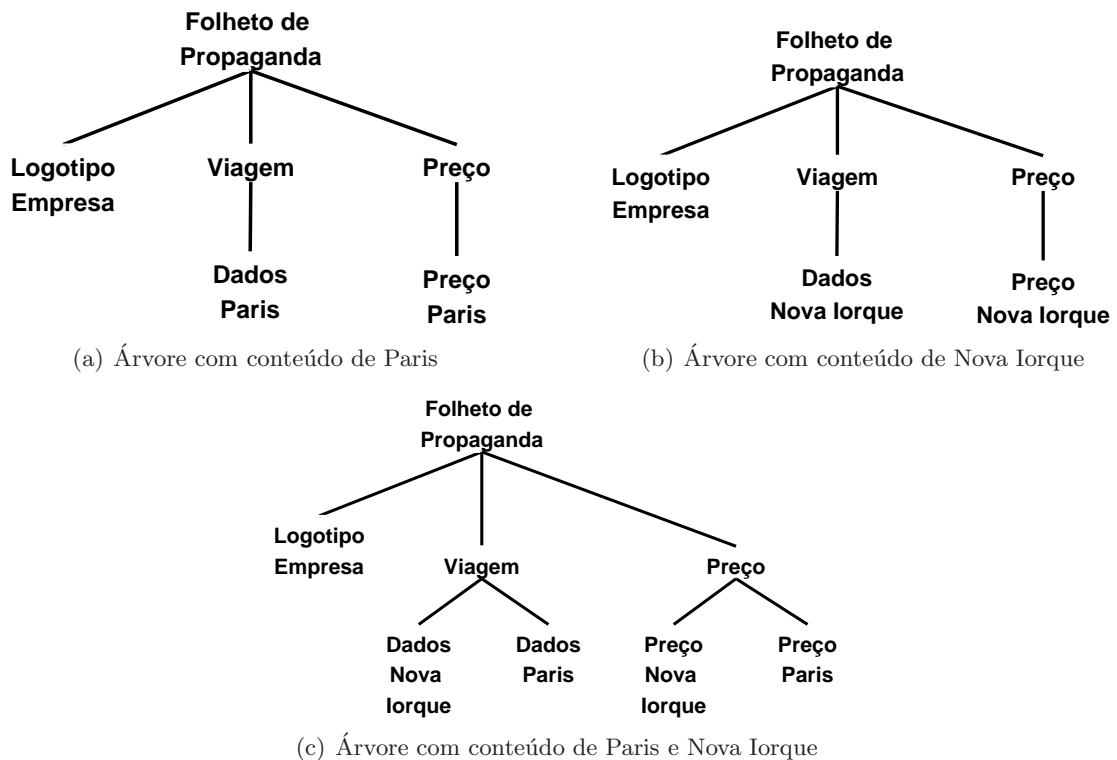 Folheto de
Propaganda
Logotipo
Empresa
Viagem
Preço
Dados
Paris
Preço
Paris
(a) Árvore com conteúdo de Paris
Folheto de
Propaganda
Logotipo
Empresa
Viagem
Preço
Dados
Nova Iorque
Preço
Nova Iorque
(b) Árvore com conteúdo de Nova Iorque
Folheto de
Propaganda
Logotipo
Empresa
Viagem
Preço
Dados
Nova
Iorque
Dados
Paris
Preço
Nova
Iorque
Preço
Paris
(c) Árvore com conteúdo de Paris e Nova Iorque